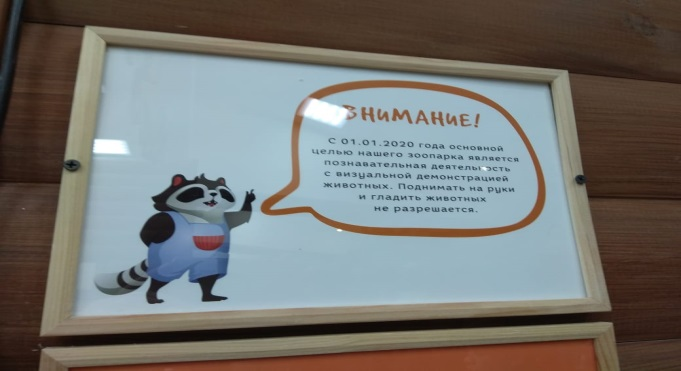 ВНИМАНИЕ!
С 01.01.2020 года основной
целью нашего зоопарка является
познавательная деятельность
с визуальной демонстрацией
животных. Поднимать на руки
и гладить животных
не разрешается.